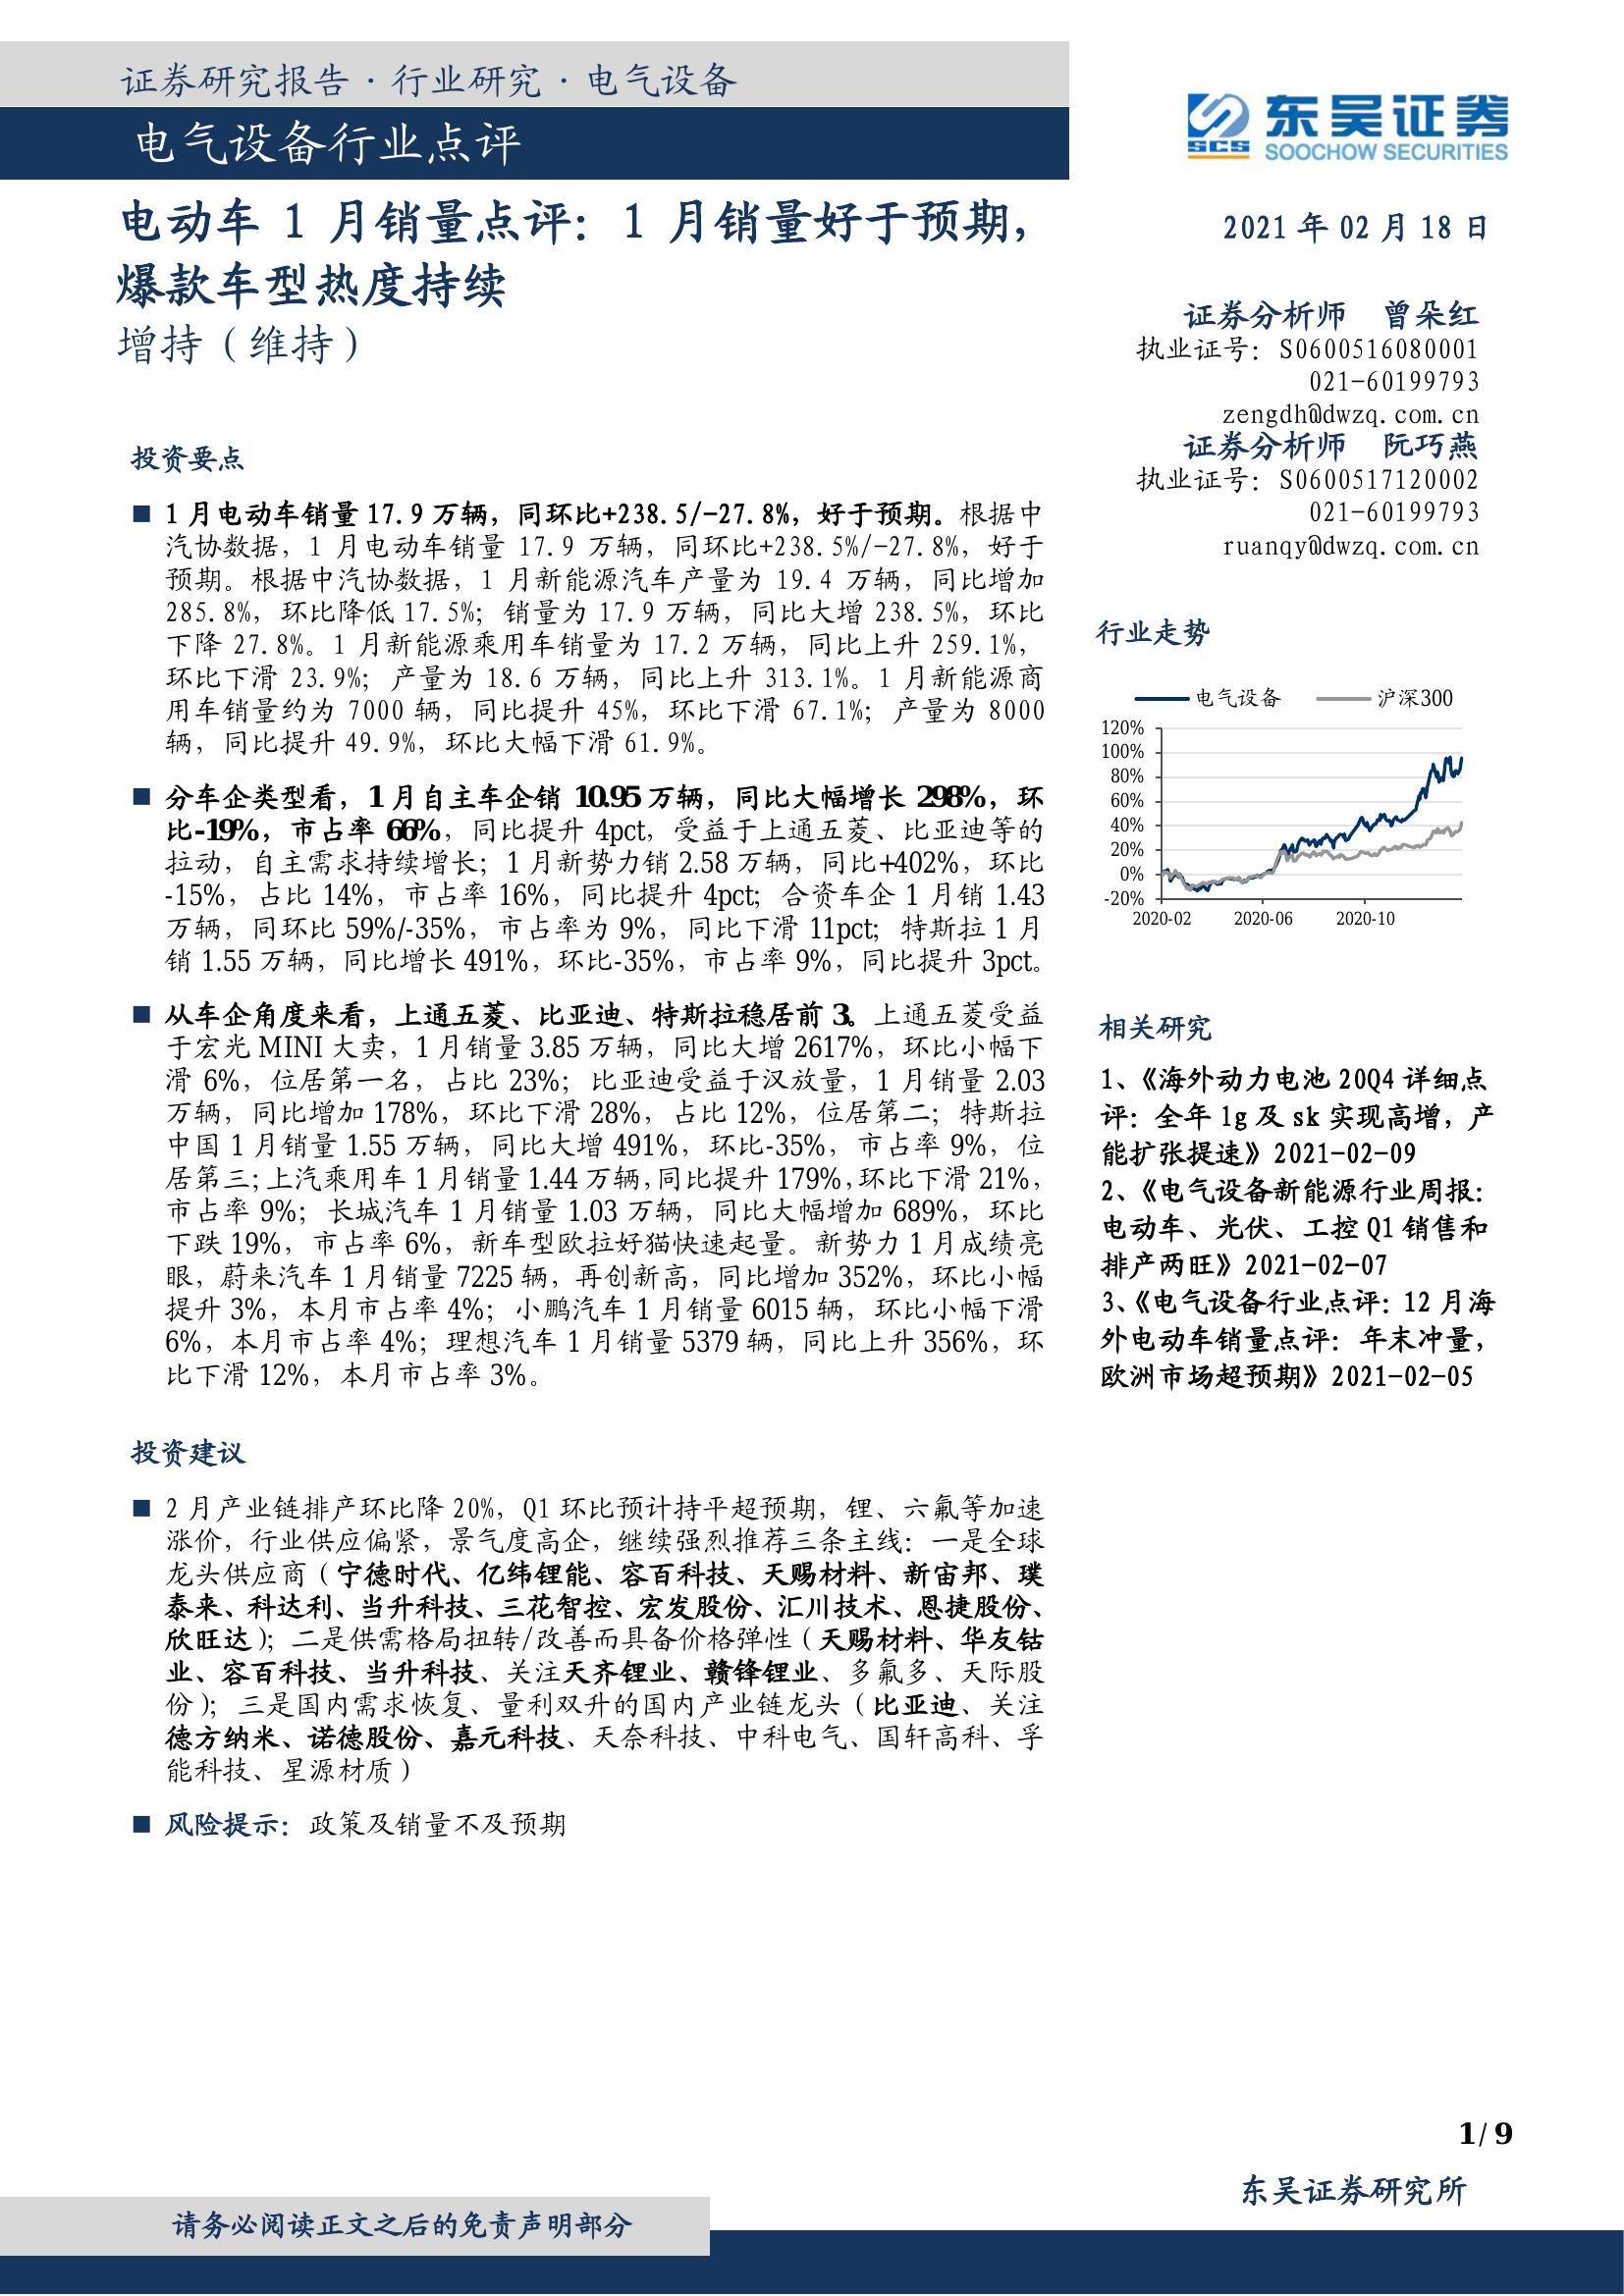 证券研究报告·行业研究·电气设备
电气设备行业点评
SCS 东吴证券
SOOCHOW SECURITIES
电动车 1 月销量点评：1 月销量好于预期，
爆款车型热度持续
增持（维持）
2021 年 02 月 18 日
证券分析师 曾朵红
执业证号：S0600516080001
021-60199793
zengdh@dwzq.com.cn
证券分析师 阮巧燕
执业证号：S0600517120002
021-60199793
ruanqy@dwzq.com.cn
投资要点
■ 1 月电动车销量 17.9 万辆，同环比+238.5/-27.8%，好于预期。根据中
汽协数据，1 月电动车销量 17.9 万辆，同环比+238.5%/-27.8%，好于
预期。根据中汽协数据，1 月新能源汽车产量为 19.4 万辆，同比增加
285.8%，环比降低 17.5%；销量为 17.9 万辆，同比大增 238.5%，环比
下降 27.8%。1 月新能源乘用车销量为 17.2 万辆，同比上升 259.1%，
环比下滑 23.9%；产量为 18.6 万辆，同比上升 313.1%。1 月新能源商
用车销量约为 7000 辆，同比提升 45%，环比下滑 67.1%；产量为 8000
辆，同比提升 49.9%，环比大幅下滑 61.9%。
■ 分车企类型看，1 月自主车企销 10.95 万辆，同比大幅增长 298%，环
比-19%，市占率 66%，同比提升 4pct，受益于上通五菱、比亚迪等的
拉动，自主需求持续增长；1 月新势力销 2.58 万辆，同比+402%，环比
-15%，占比 14%，市占率 16%，同比提升 4pct；合资车企 1 月销 1.43
万辆，同环比 59%/-35%，市占率为 9%，同比下滑 11pct；特斯拉 1 月
销 1.55 万辆，同比增长 491%，环比-35%，市占率 9%，同比提升 3pct。
■ 从车企角度来看，上通五菱、比亚迪、特斯拉稳居前 3。上通五菱受益
于宏光 MINI 大卖，1 月销量 3.85 万辆，同比大增 2617%，环比小幅下
滑 6%，位居第一名，占比 23%；比亚迪受益于汉放量，1 月销量 2.03
万辆，同比增加 178%，环比下滑 28%，占比 12%，位居第二；特斯拉
中国 1 月销量 1.55 万辆，同比大增 491%，环比-35%，市占率 9%，位
居第三；上汽乘用车 1 月销量 1.44 万辆，同比提升 179%，环比下滑 21%，
市占率 9%；长城汽车 1 月销量 1.03 万辆，同比大幅增加 689%，环比
下跌 19%，市占率 6%，新车型欧拉好猫快速起量。新势力 1 月成绩亮
眼，蔚来汽车 1 月销量 7225 辆，再创新高，同比增加 352%，环比小幅
提升 3%，本月市占率 4%；小鹏汽车 1 月销量 6015 辆，环比小幅下滑
6%，本月市占率 4%；理想汽车 1 月销量 5379 辆，同比上升 356%，环
比下滑 12%，本月市占率 3%。
投资建议
■ 2 月产业链排产环比降 20%，Q1 环比预计持平超预期，锂、六氟等加速
涨价，行业供应偏紧，景气度高企，继续强烈推荐三条主线：一是全球
龙头供应商（宁德时代、亿纬锂能、容百科技、天赐材料、新宙邦、璞
泰来、科达利、当升科技、三花智控、宏发股份、汇川技术、恩捷股份、
欣旺达）；二是供需格局扭转/改善而具备价格弹性（天赐材料、华友钴
业、容百科技、当升科技、关注天齐锂业、赣锋锂业、多氟多、天际股
份）；三是国内需求恢复、量利双升的国内产业链龙头（比亚迪、关注
德方纳米、诺德股份、嘉元科技、天奈科技、中科电气、国轩高科、孚
能科技、星源材质）
■ 风险提示：政策及销量不及预期
行业走势
电气设备 沪深300
120%
100%
80%
60%
40%
20%
0%
-20%
2020-02 2020-06 2020-10
相关研究
1、《海外动力电池 20Q4 详细点
评：全年 lg 及 sk 实现高增，产
能扩张提速》2021-02-09
2、《电气设备新能源行业周报：
电动车、光伏、工控 Q1 销售和
排产两旺》2021-02-07
3、《电气设备行业点评：12 月海
外电动车销量点评：年末冲量，
欧洲市场超预期》2021-02-05
1/ 9
东吴证券研究所
请务必阅读正文之后的免责声明部分